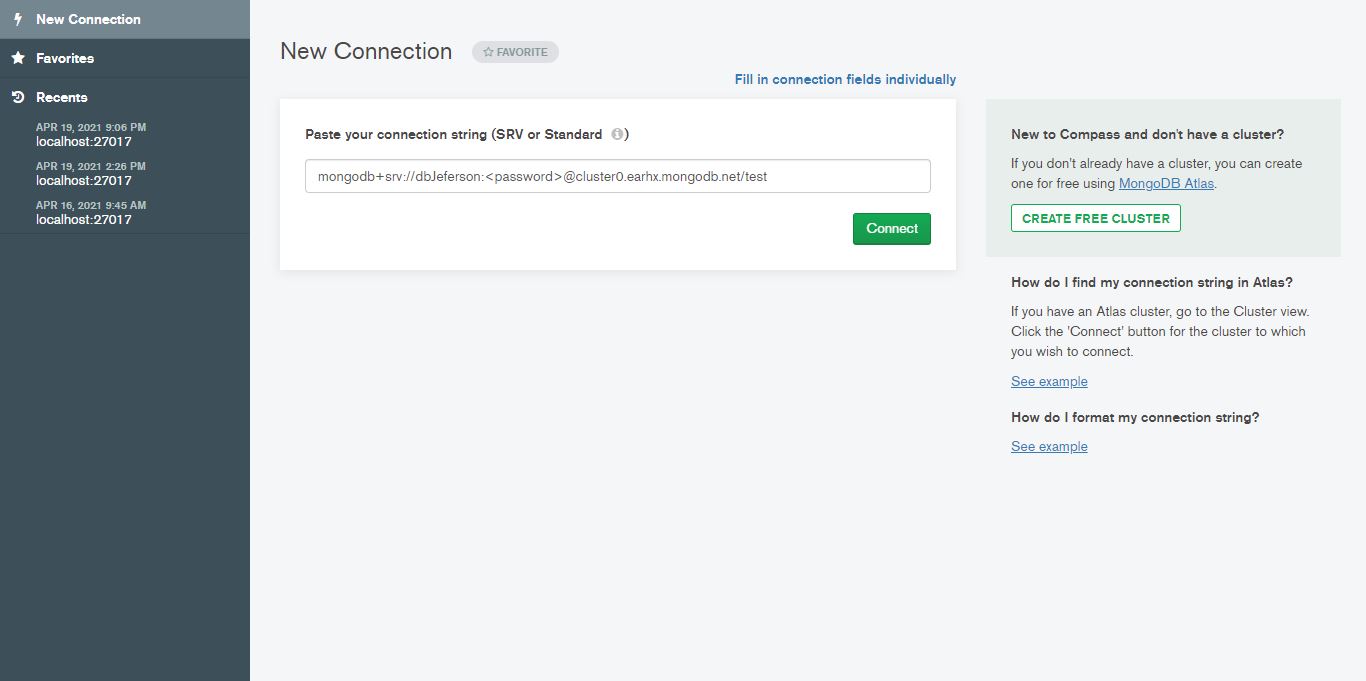 New Connection
Favorites
Recents
APR 19, 2021 9:06 PM
localhost:27017
APR 19, 2021 2:26 PM
localhost:27017
APR 16, 2021 9:45 AM
localhost:27017
New Connection
FAVORITE
Fill in connection fields individually
Paste your connection string (SRV or Standard )
mongodb+srv://dbJeferson:<password>@cluster0.earhx.mongodb.net/test
Connect
New to Compass and don't have a cluster?
If you don't already have a cluster, you can create
one for free using MongoDB Atlas.
CREATE FREE CLUSTER
How do I find my connection string in Atlas?
If you have an Atlas cluster, go to the Cluster view.
Click the 'Connect' button for the cluster to which
you wish to connect.
See example
How do I format my connection string?
See example